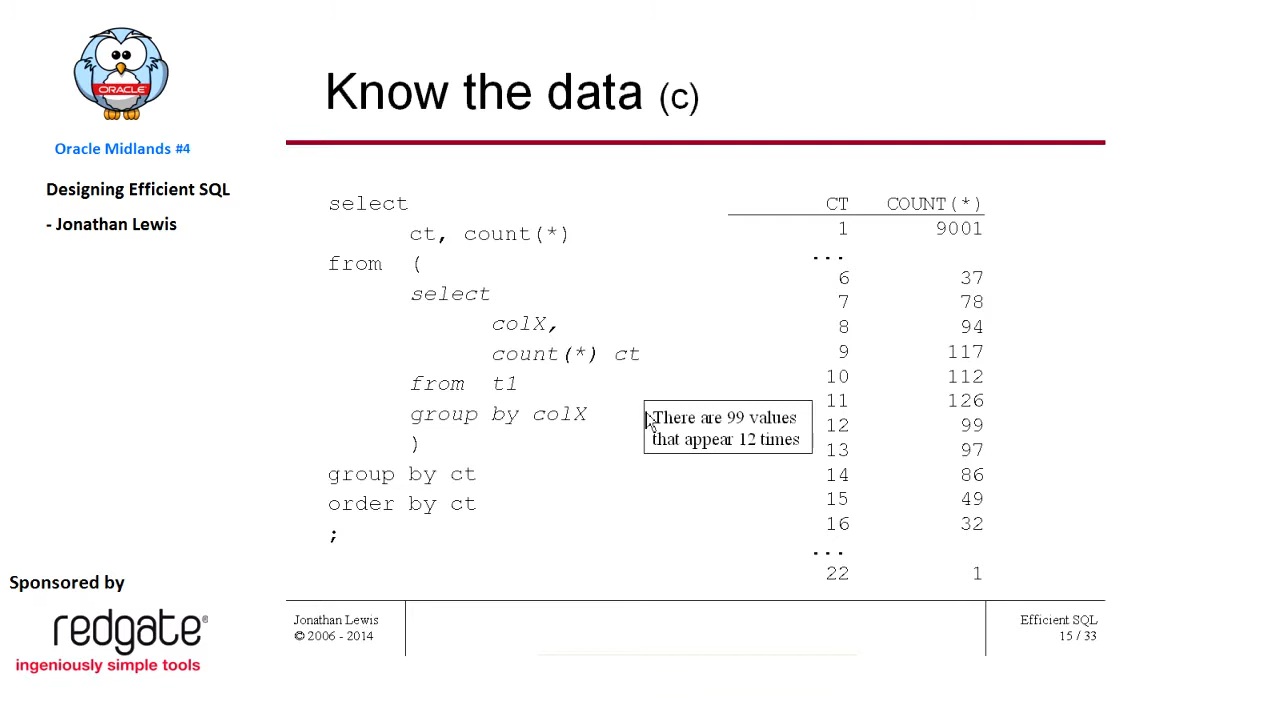 ORACLE
Oracle Midlands #4
Designing Efficient SQL
- Jonathan Lewis
Know the data (c)
select
ct, count(*)
from (
select
colX,
count(*) ct
from t1
group by colX
)
group by ct
order by ct
;
There are 99 values
that appear 12 times
CT COUNT(*)
1 9001
...
6 37
7 78
8 94
9 117
10 112
11 126
12 99
13 97
14 86
15 49
16 32
...
22 1
Sponsored by
redgate®
ingeniously simple tools
Jonathan Lewis
© 2006 - 2014
Efficient SQL
15 / 33